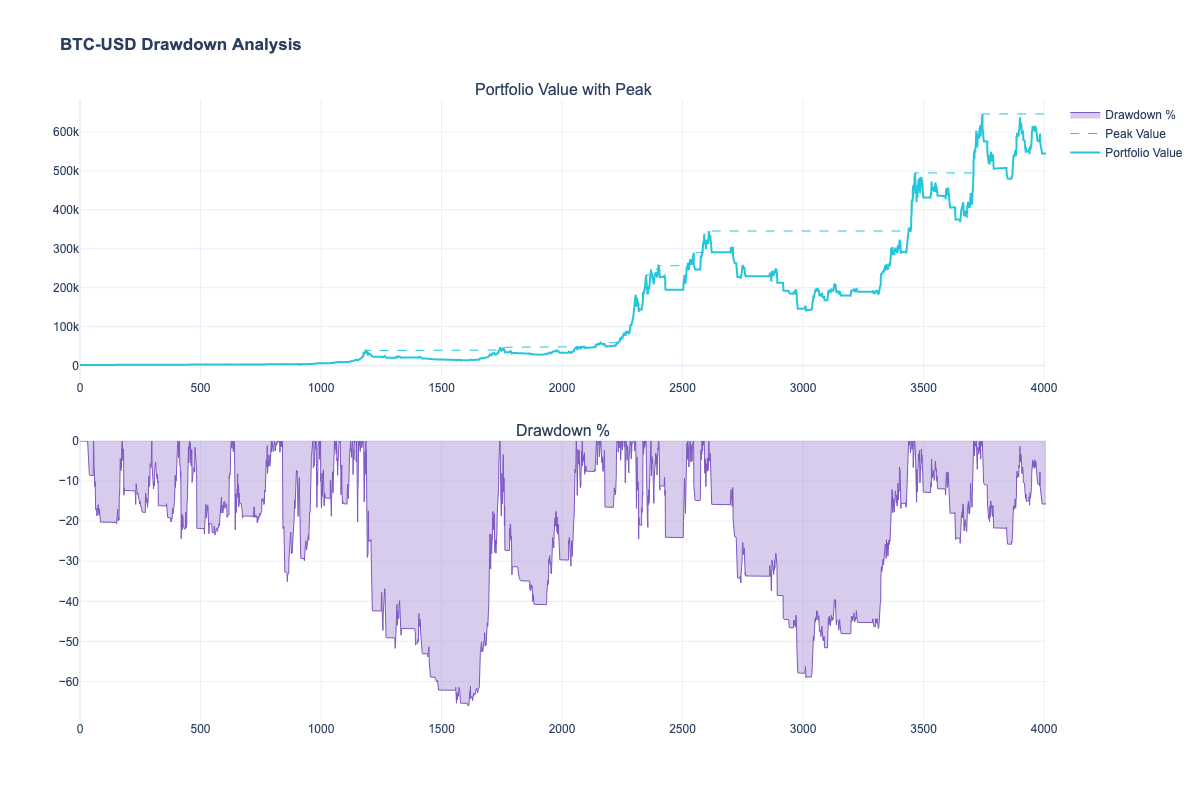 BTC-USD Drawdown Analysis
Portfolio Value with Peak
Drawdown %
Peak Value
Portfolio Value
600k
500k
400k
300k
200k
100k
0
0 500 1000 1500 2000 2500 3000 3500 4000
Drawdown %
0
−10
−20
−30
−40
−50
−60
0 500 1000 1500 2000 2500 3000 3500 4000